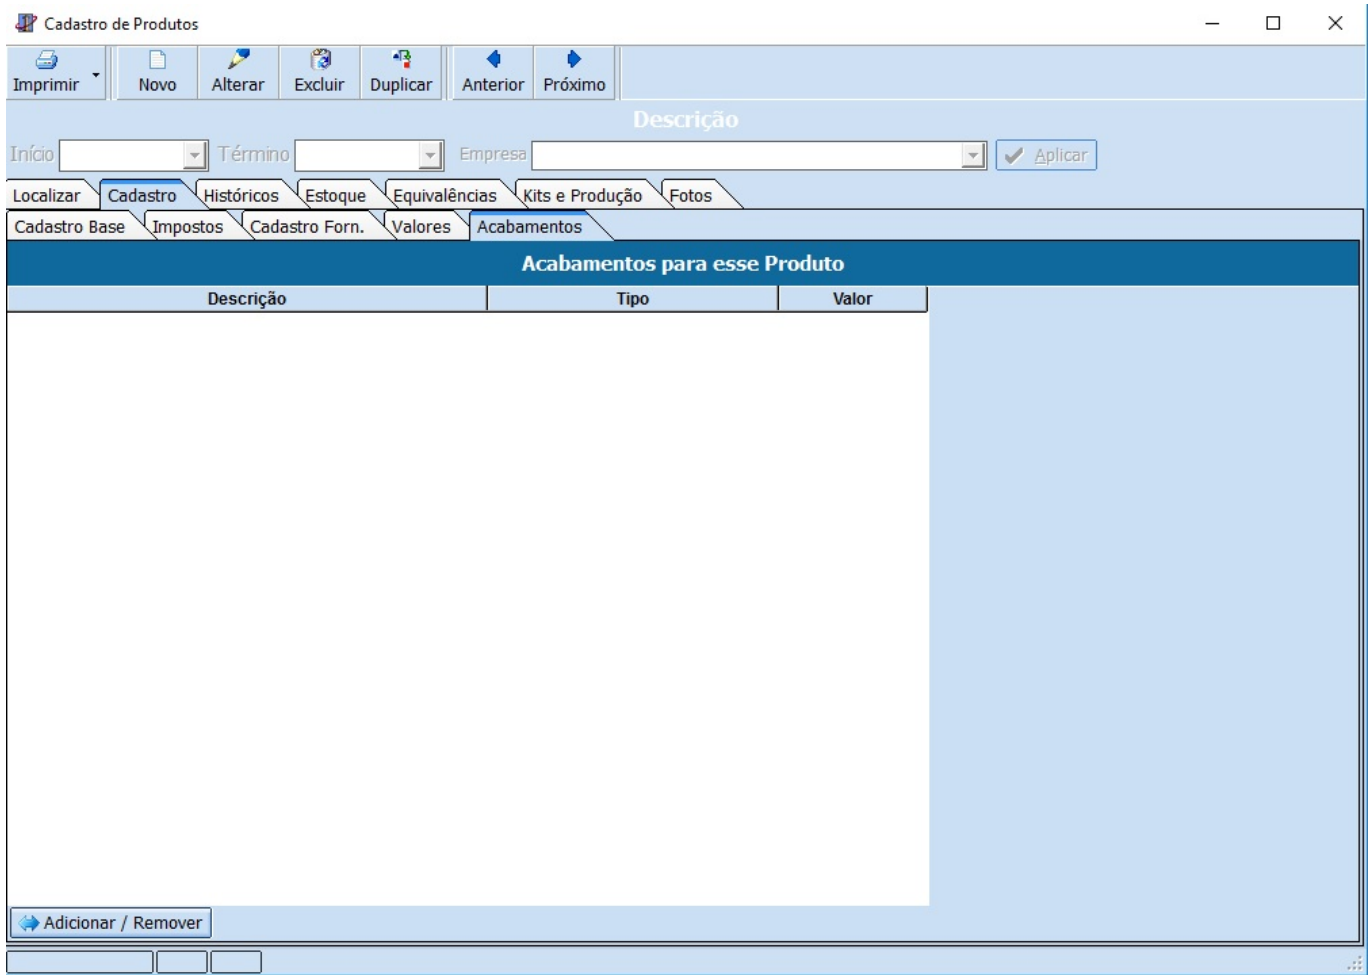 Cadastro de Produtos
Imprimir Novo Alterar Excluir Duplicar Anterior Próximo
Descrição
Início Término Empresa Aplicar
Localizar Cadastro Históricos Estoque Equivalências Kits e Produção Fotos
Cadastro Base Impostos Cadastro Forn. Valores Acabamentos
Acabamentos para esse Produto
Descrição Tipo Valor
Adicionar / Remover